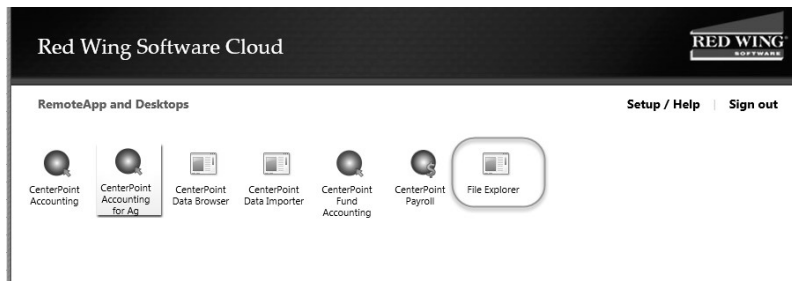 Red Wing Software Cloud
RED WING
SOFTWARE
RemoteApp and Desktops
Setup / Help
Sign out
CenterPoint
Accounting
CenterPoint
Accounting
for Ag
CenterPoint
Data Browser
CenterPoint
Data Importer
CenterPoint
Fund
Accounting
CenterPoint
Payroll
File Explorer